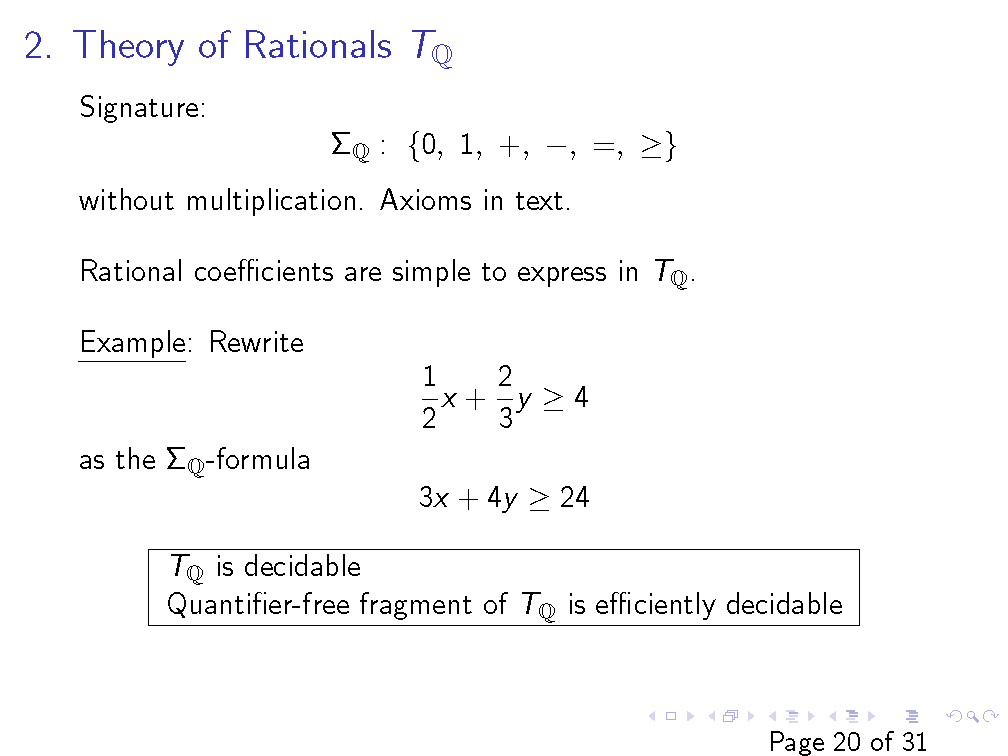 2. Theory of Rationals T_ℚ
Signature:
Σ_ℚ : {0, 1, +, −, =, ≥}
without multiplication. Axioms in text.
Rational coefficients are simple to express in T_ℚ.
Example: Rewrite
1/2 x + 2/3 y ≥ 4
as the Σ_ℚ-formula
3x + 4y ≥ 24
T_ℚ is decidable
Quantifier-free fragment of T_ℚ is efficiently decidable
Page 20 of 31